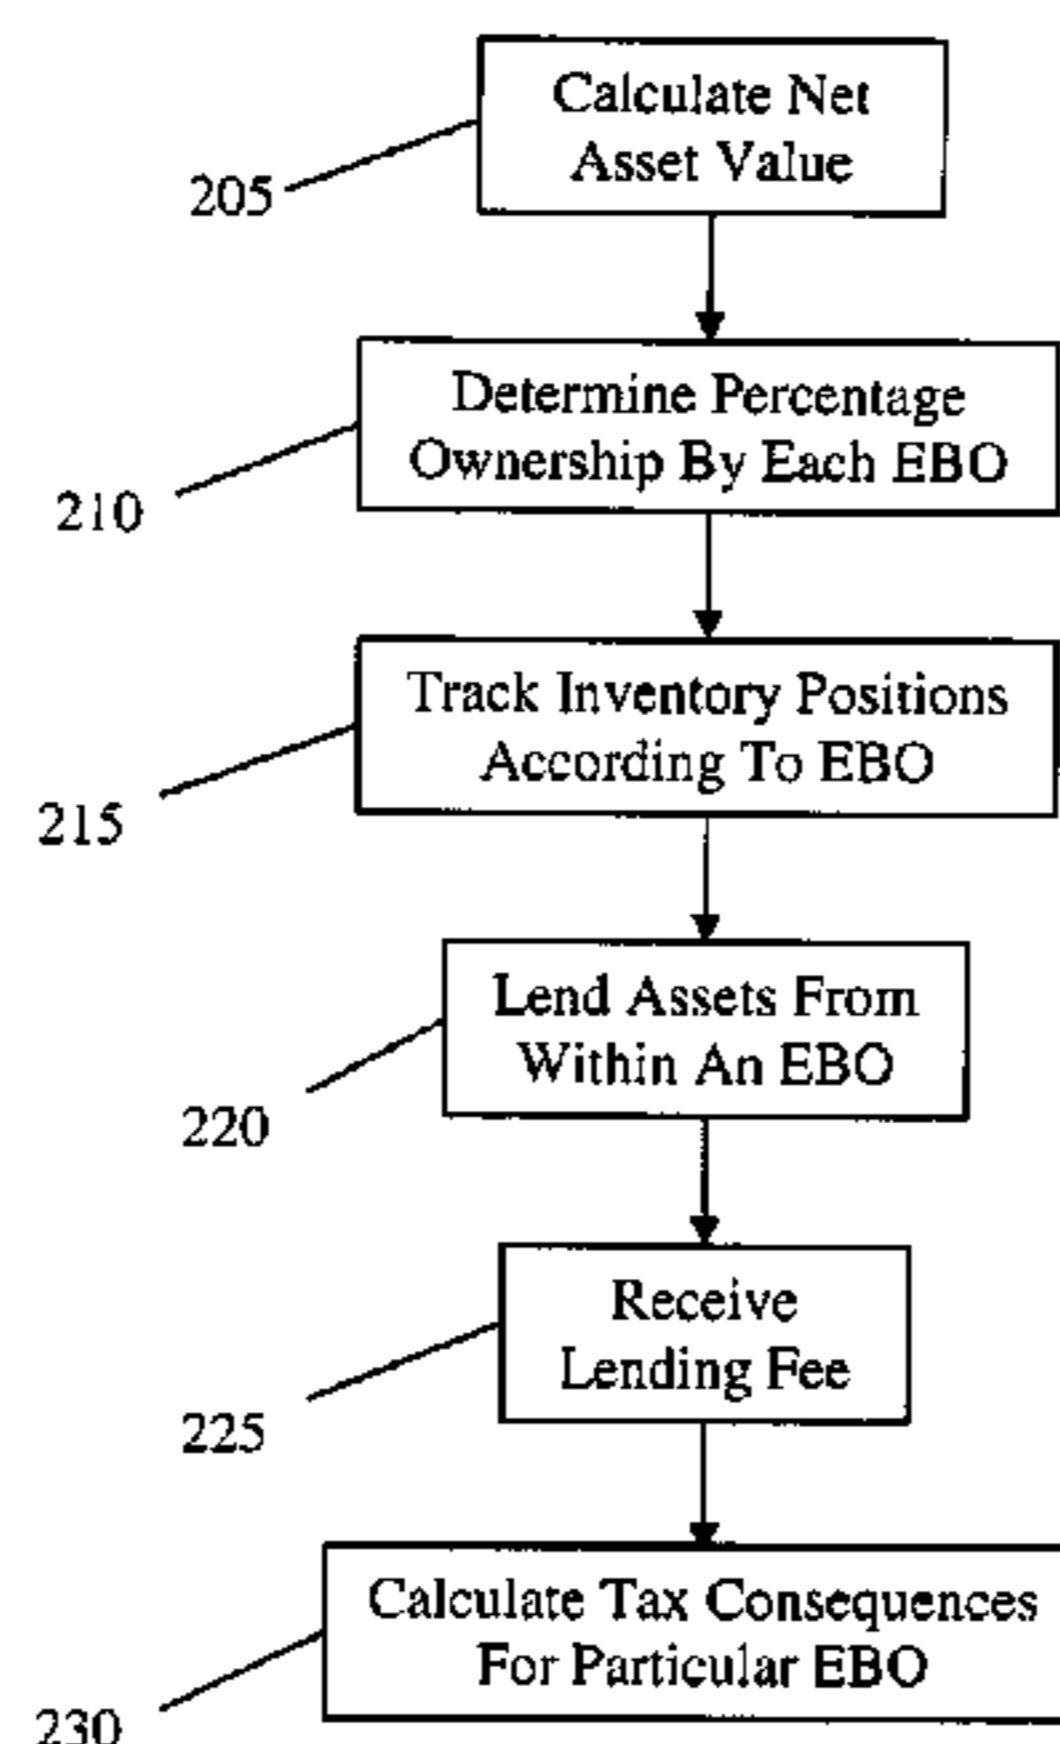 Calculate Net
Asset Value
205
Determine Percentage
Ownership By Each EBO
210
Track Inventory Positions
According To EBO
215
Lend Assets From
Within An EBO
220
Receive
Lending Fee
225
Calculate Tax Consequences
For Particular EBO
230